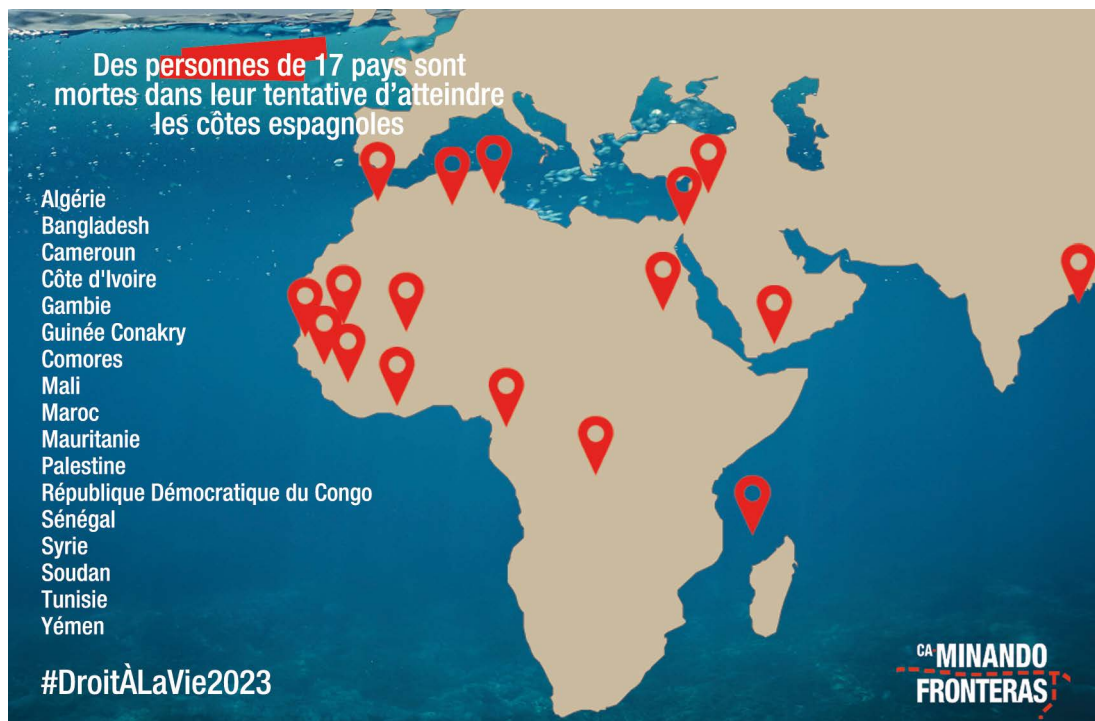 Des personnes de 17 pays sont
mortes dans leur tentative d'atteindre
les côtes espagnoles
Algérie
Bangladesh
Cameroun
Côte d'Ivoire
Gambie
Guinée Conakry
Comores
Mali
Maroc
Mauritanie
Palestine
République Démocratique du Congo
Sénégal
Syrie
Soudan
Tunisie
Yémen
#DroitÀLaVie2023
CA-MINANDO
FRONTERAS